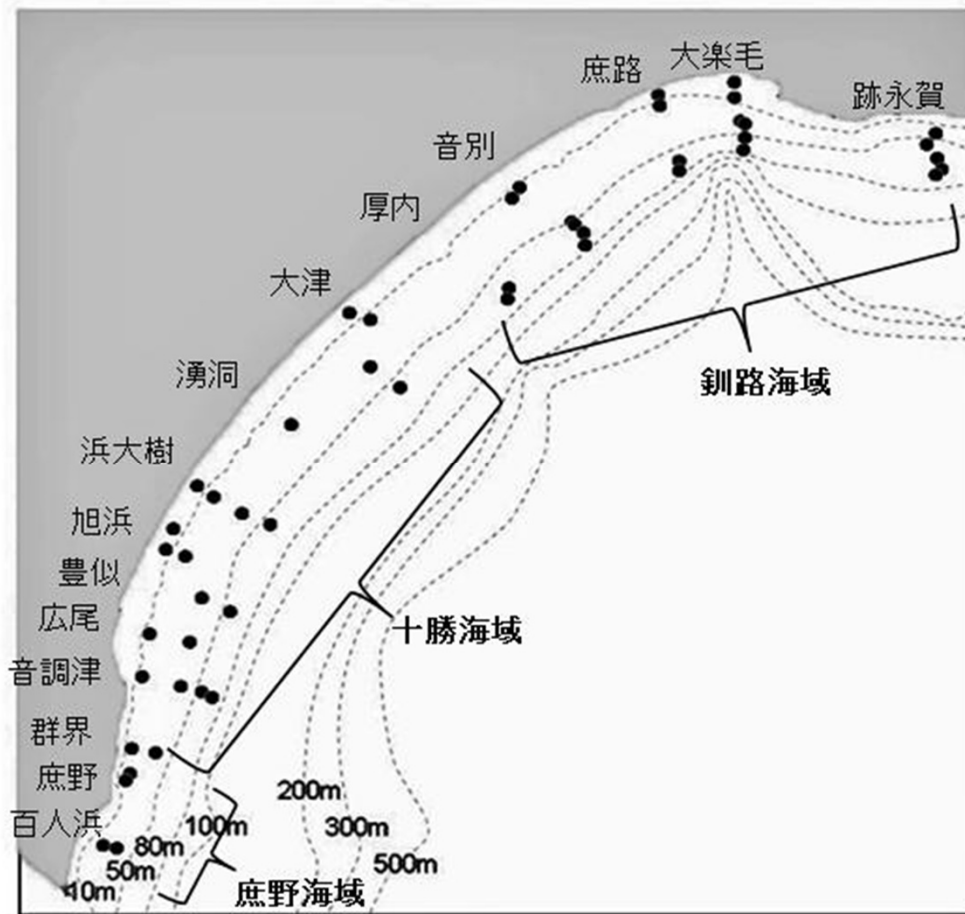 大楽毛
庶路
跡永賀
音別
厚内
大津
湧洞
釧路海域
浜大樹
旭浜
豊似
広尾
十勝海域
音調津
群界
庶野
200m
百人浜
100m
300m
80m
500m
50m
10m
庶野海域